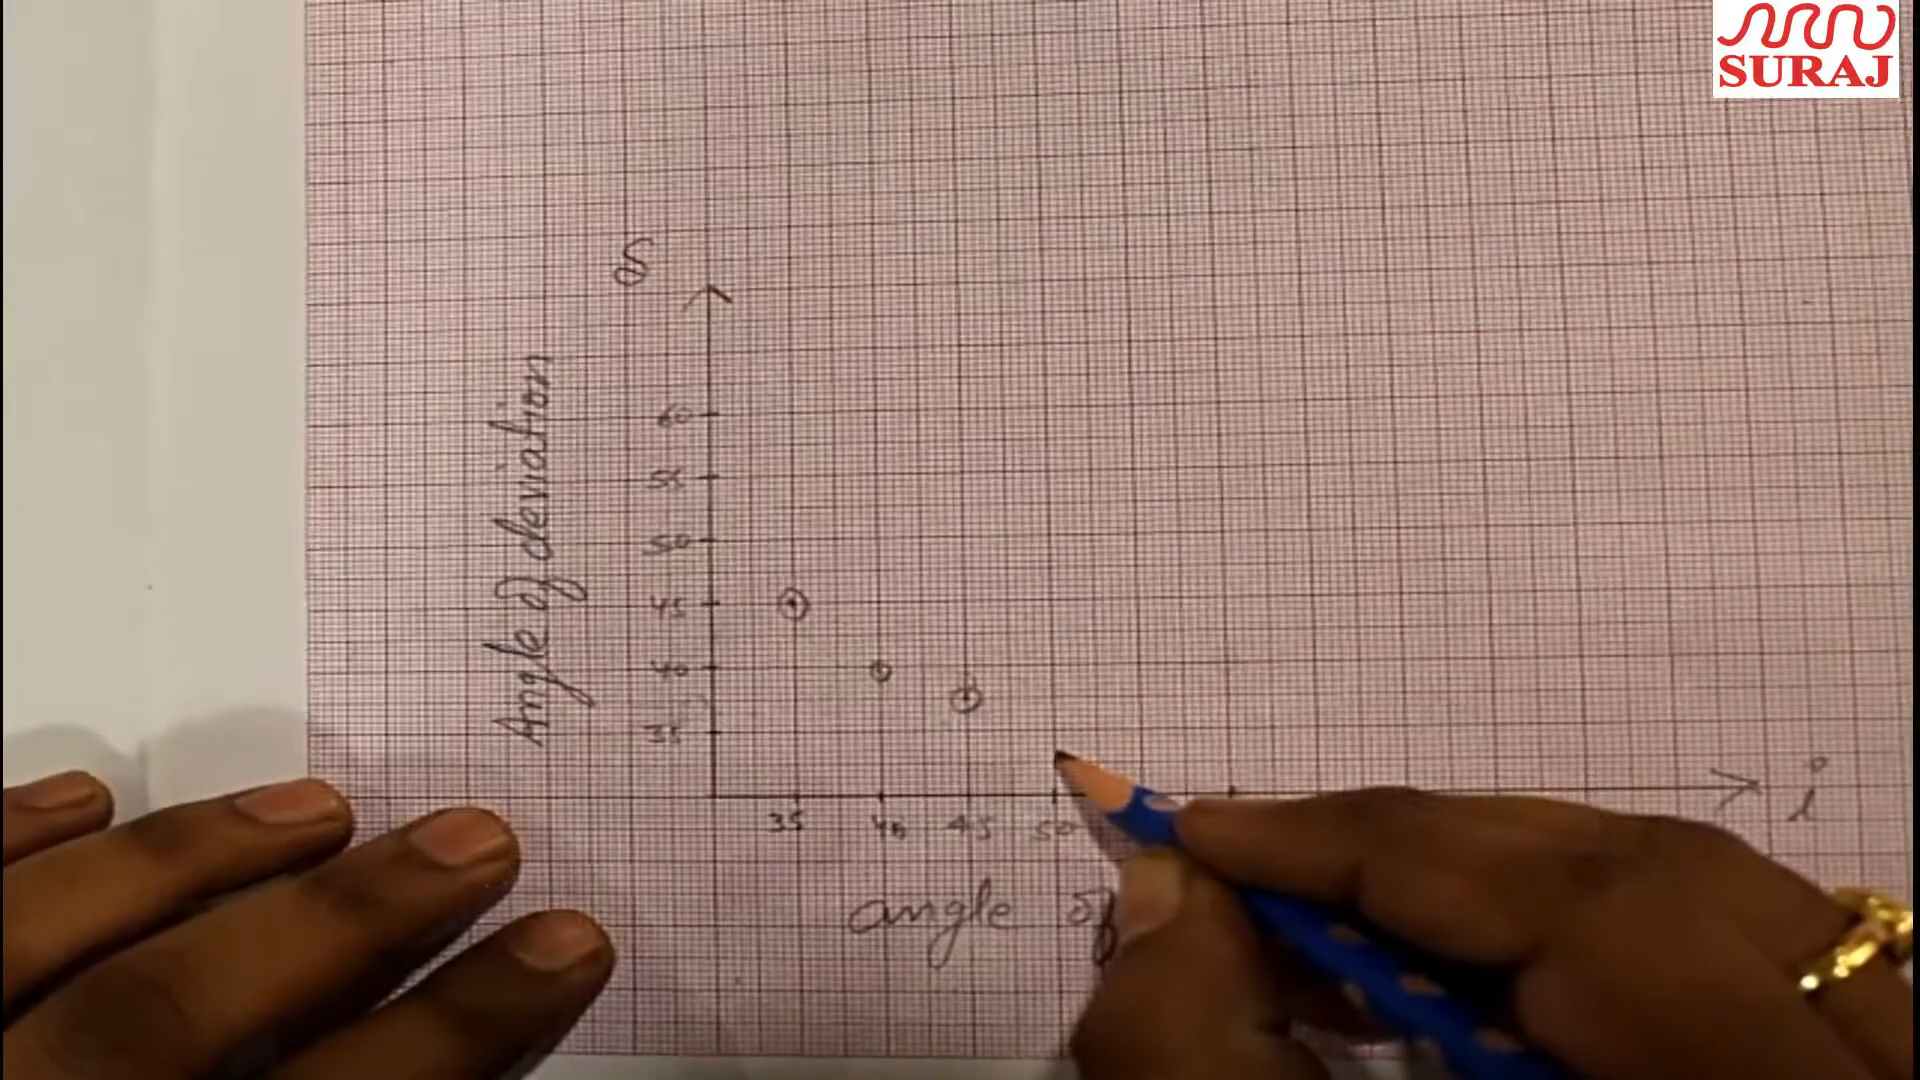 SURAJ
δ
Angle of deviation
60
55
50
45
40
35
35 40 45 50
i
angle of